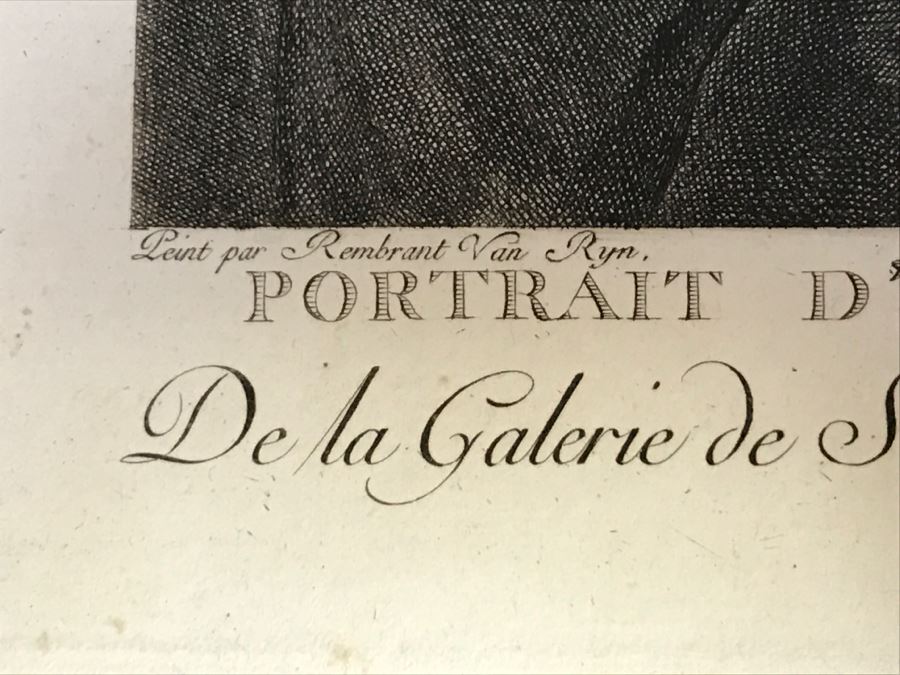 Peint par Rembrant Van Ryn.
PORTRAIT D'
De la Galerie de S